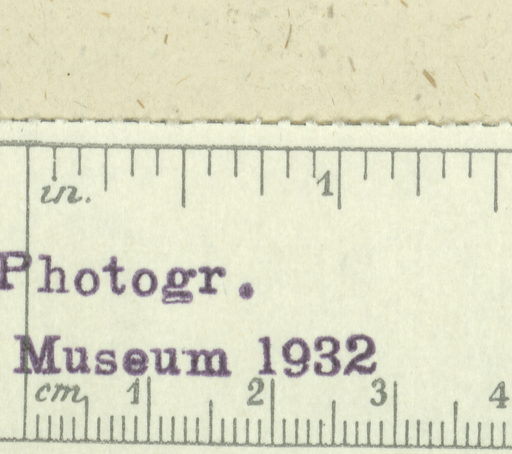 in. 1
Photogr.
Museum 1932
cm 1 2 3 4